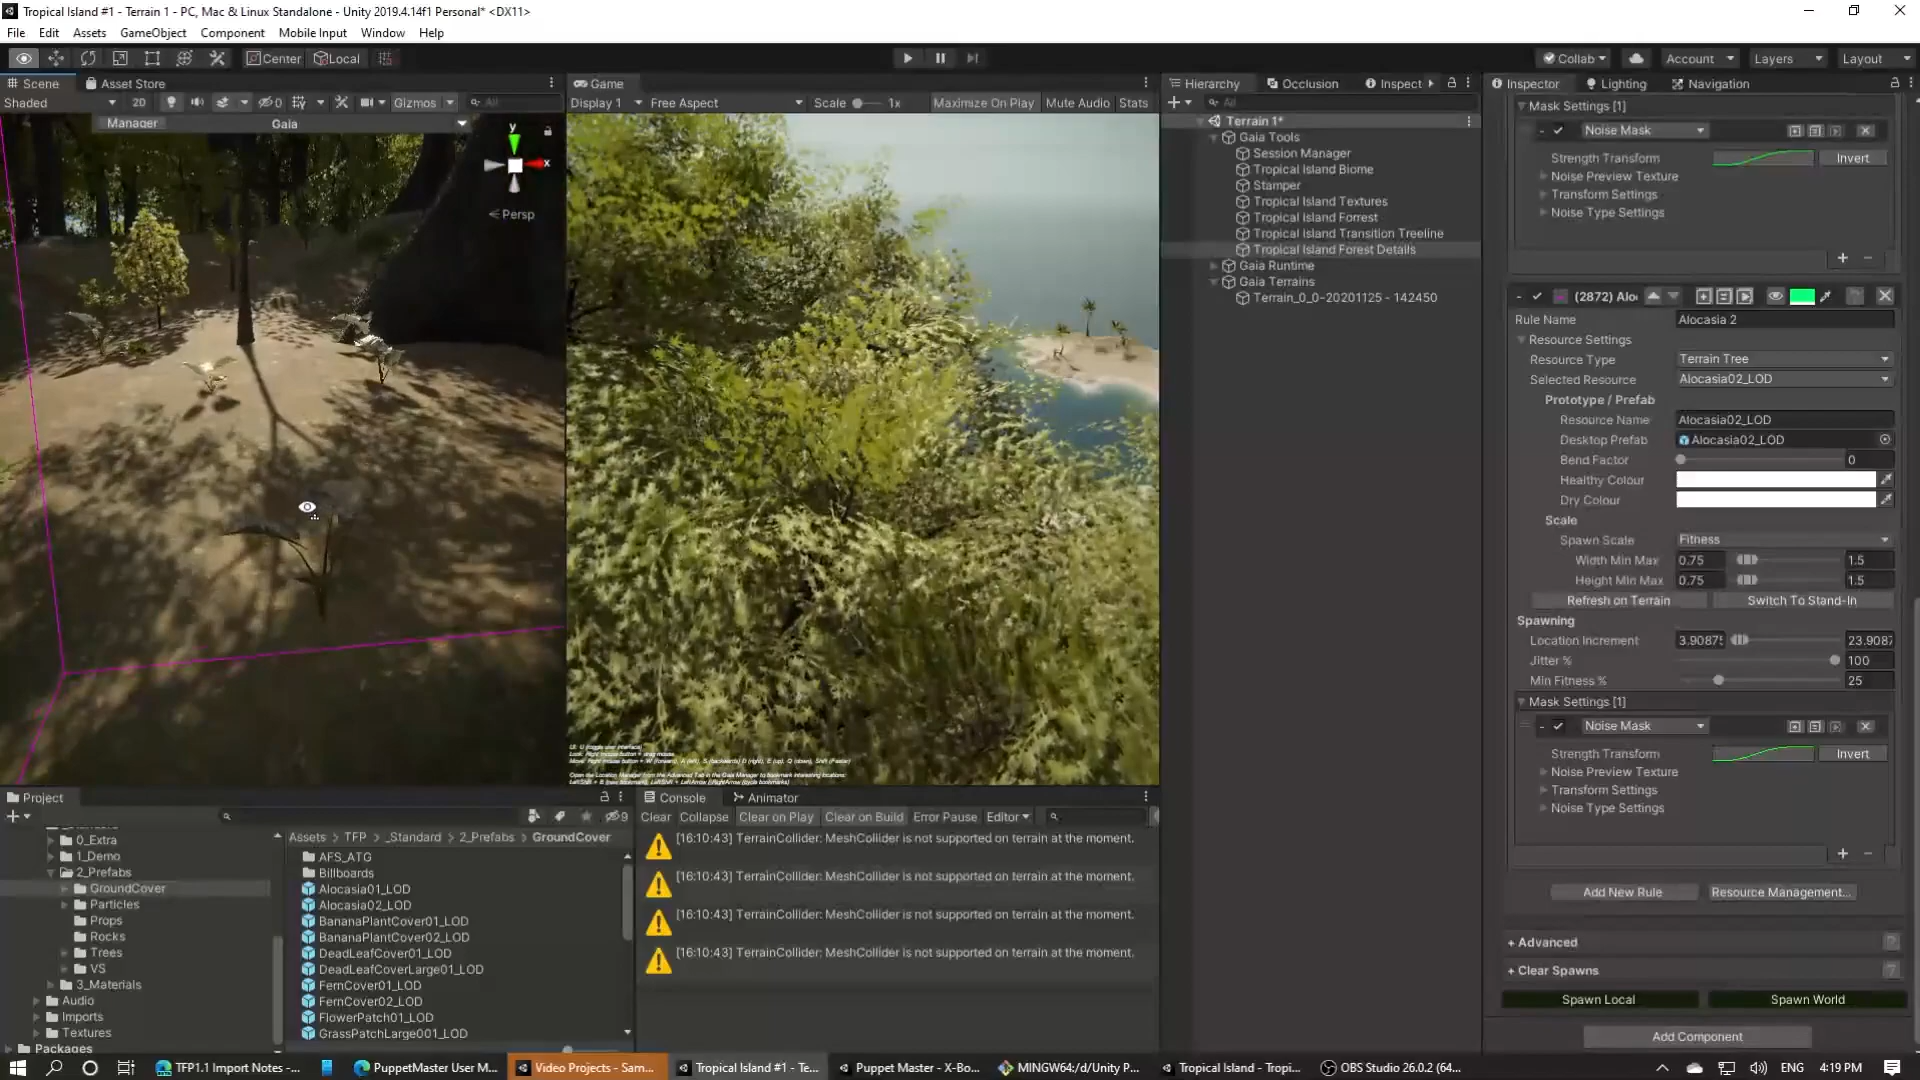 Tropical Island #1 - Terrain 1 - PC, Mac & Linux Standalone - Unity 2019.4.14f1 Personal* <DX11>
File Edit Assets GameObject Component Mobile Input Window Help
Center Local Collab Account Layers Layout
Scene Asset Store
Shaded 2D 0 Gizmos All
Manager Gaia
y
x
Persp
Game
Display 1 Free Aspect Scale 1x Maximize On Play Mute Audio Stats
Hierarchy Occlusion Inspect
All
Terrain 1*
Gaia Tools
Session Manager
Tropical Island Biome
Stamper
Tropical Island Textures
Tropical Island Forrest
Tropical Island Transition Treeline
Tropical Island Forest Details
Gaia Runtime
Gaia Terrains
Terrain_0_0-20201125 - 142450
Inspector Lighting Navigation
Mask Settings [1]
Noise Mask
Strength Transform Invert
Noise Preview Texture
Transform Settings
Noise Type Settings
(2872) Alo
Rule Name Alocasia 2
Resource Settings
Resource Type Terrain Tree
Selected Resource Alocasia02_LOD
Prototype / Prefab
Resource Name Alocasia02_LOD
Desktop Prefab Alocasia02_LOD
Bend Factor 0
Healthy Colour
Dry Colour
Scale
Spawn Scale Fitness
Width Min Max 0.75 1.5
Height Min Max 0.75 1.5
Refresh on Terrain Switch To Stand-In
Spawning
Location Increment 3.9087 23.908
Jitter % 100
Min Fitness % 25
Mask Settings [1]
Noise Mask
Strength Transform Invert
Noise Preview Texture
Transform Settings
Noise Type Settings
Add New Rule Resource Management...
+ Advanced
+ Clear Spawns
Spawn Local Spawn World
Add Component
Project
9
0_Extra
1_Demo
2_Prefabs
GroundCover
Particles
Props
Rocks
Trees
VS
3_Materials
Audio
Imports
Textures
Packages
Assets > TFP > _Standard > 2_Prefabs > GroundCover
AFS_ATG
Billboards
Alocasia01_LOD
Alocasia02_LOD
BananaPlantCover01_LOD
BananaPlantCover02_LOD
DeadLeafCover01_LOD
DeadLeafCoverLarge01_LOD
FernCover01_LOD
FernCover02_LOD
FlowerPatch01_LOD
GrassPatchLarge001_LOD
Console Animator
Clear Collapse Clear on Play Clear on Build Error Pause Editor
[16:10:43] TerrainCollider: MeshCollider is not supported on terrain at the moment.
[16:10:43] TerrainCollider: MeshCollider is not supported on terrain at the moment.
[16:10:43] TerrainCollider: MeshCollider is not supported on terrain at the moment.
[16:10:43] TerrainCollider: MeshCollider is not supported on terrain at the moment.
TFP1.1 Import Notes -... PuppetMaster User M... Video Projects - Sam... Tropical Island #1 - Te... Puppet Master - X-Bo... MINGW64:/d/Unity P... Tropical Island - Tropi... OBS Studio 26.0.2 (64... ENG 4:19 PM